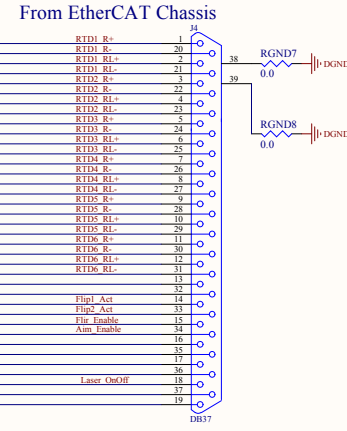 From EtherCAT Chassis
J4
RTD1_R+ 1
RTD1_R- 20
RTD1_RL+ 2
RTD1_RL- 21
RTD2_R+ 3
RTD2_R- 22
RTD2_RL+ 4
RTD2_RL- 23
RTD3_R+ 5
RTD3_R- 24
RTD3_RL+ 6
RTD3_RL- 25
RTD4_R+ 7
RTD4_R- 26
RTD4_RL+ 8
RTD4_RL- 27
RTD5_R+ 9
RTD5_R- 28
RTD5_RL+ 10
RTD5_RL- 29
RTD6_R+ 11
RTD6_R- 30
RTD6_RL+ 12
RTD6_RL- 31
13
32
Flip1_Act 14
Flip2_Act 33
Flir_Enable 15
Aim_Enable 34
16
35
17
36
Laser_OnOff 18
37
19
DB37
38 RGND7
0.0
DGND
39 RGND8
0.0
DGND